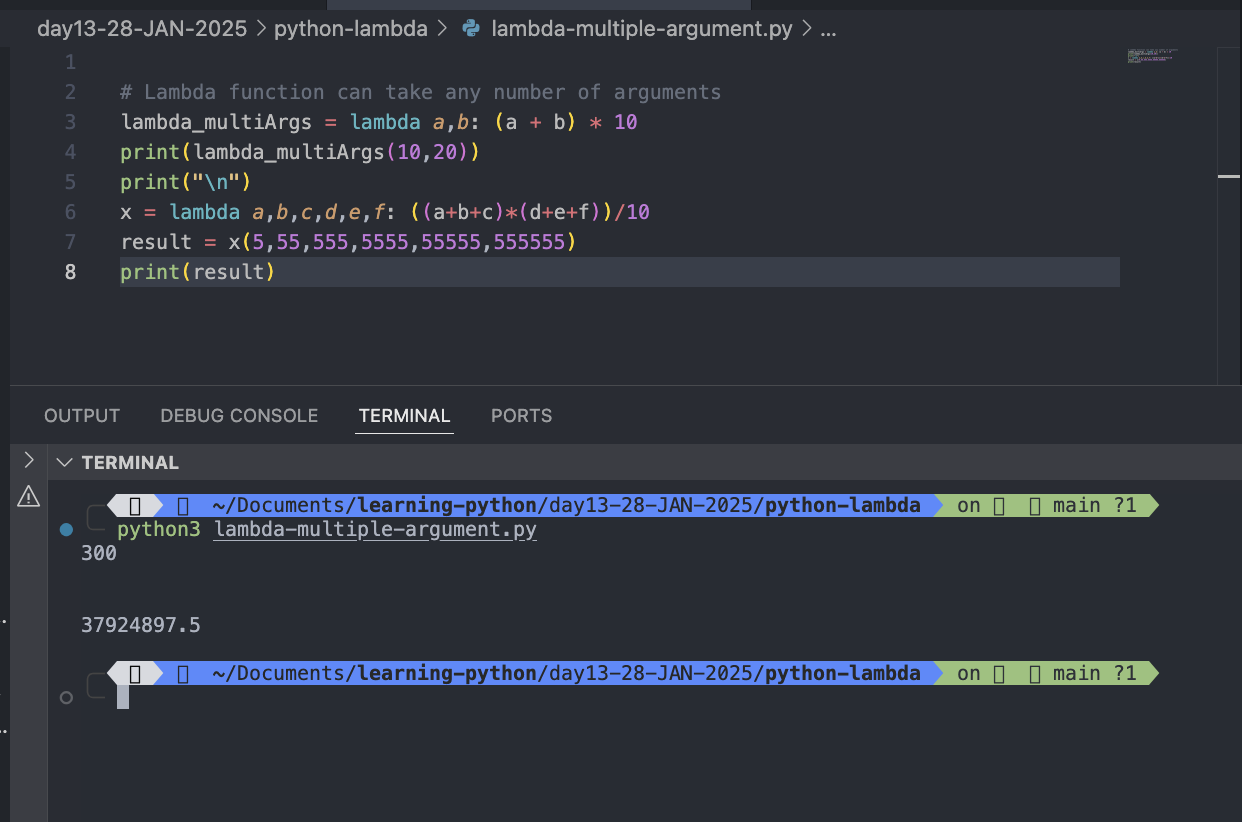 day13-28-JAN-2025 > python-lambda > lambda-multiple-argument.py > ...
1
2 # Lambda function can take any number of arguments
3 lambda_multiArgs = lambda a,b: (a + b) * 10
4 print(lambda_multiArgs(10,20))
5 print("\n")
6 x = lambda a,b,c,d,e,f: ((a+b+c)*(d+e+f))/10
7 result = x(5,55,555,5555,55555,555555)
8 print(result)
OUTPUT DEBUG CONSOLE TERMINAL PORTS
TERMINAL
~/Documents/learning-python/day13-28-JAN-2025/python-lambda on main ?1
python3 lambda-multiple-argument.py
300
37924897.5
~/Documents/learning-python/day13-28-JAN-2025/python-lambda on main ?1